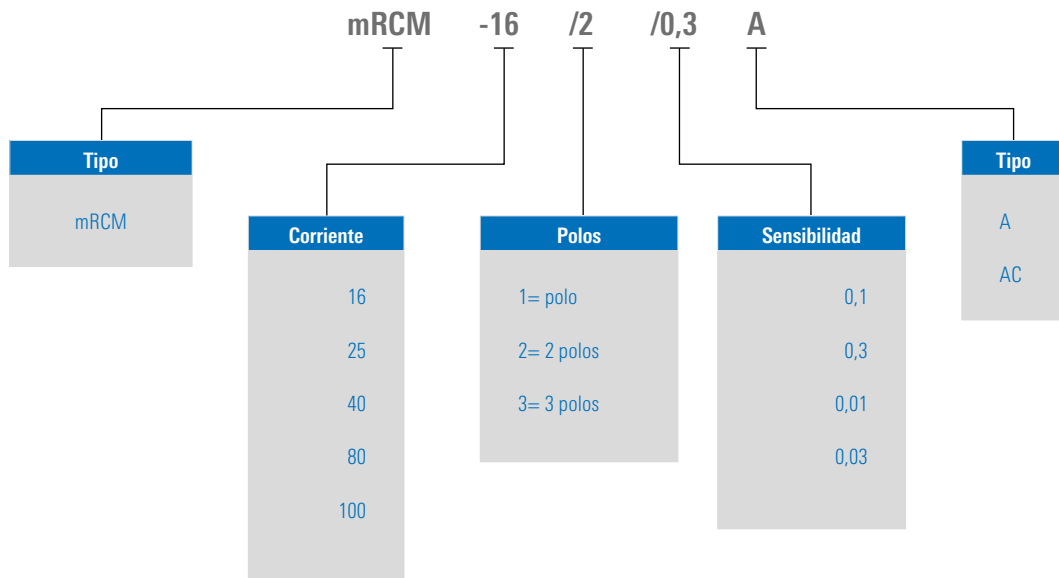 mRCM -16 /2 /0,3 A
Tipo
mRCM
Corriente
16
25
40
80
100
Polos
1= polo
2= 2 polos
3= 3 polos
Sensibilidad
0,1
0,3
0,01
0,03
Tipo
A
AC